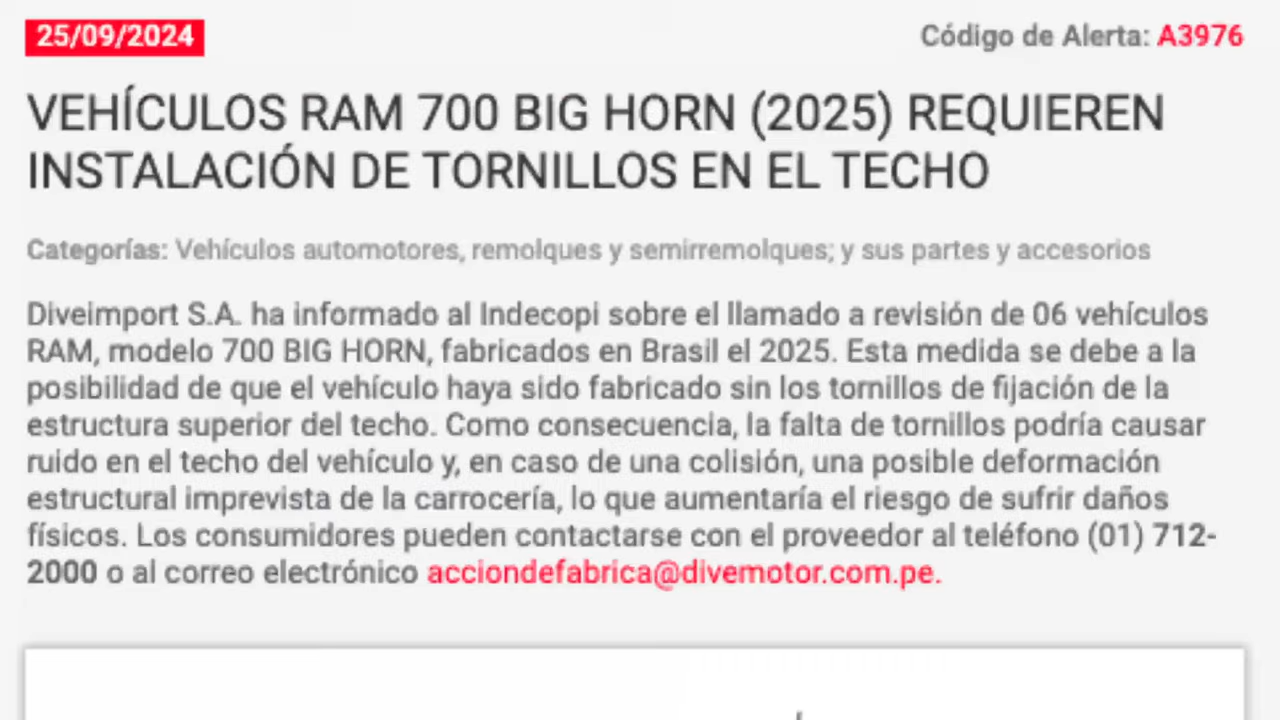 25/09/2024
Código de Alerta: A3976
VEHÍCULOS RAM 700 BIG HORN (2025) REQUIEREN
INSTALACIÓN DE TORNILLOS EN EL TECHO
Categorías: Vehículos automotores, remolques y semirremolques; y sus partes y accesorios
Diveimport S.A. ha informado al Indecopi sobre el llamado a revisión de 06 vehículos
RAM, modelo 700 BIG HORN, fabricados en Brasil el 2025. Esta medida se debe a la
posibilidad de que el vehículo haya sido fabricado sin los tornillos de fijación de la
estructura superior del techo. Como consecuencia, la falta de tornillos podría causar
ruido en el techo del vehículo y, en caso de una colisión, una posible deformación
estructural imprevista de la carrocería, lo que aumentaría el riesgo de sufrir daños
físicos. Los consumidores pueden contactarse con el proveedor al teléfono (01) 712-
2000 o al correo electrónico acciondefabrica@divemotor.com.pe.